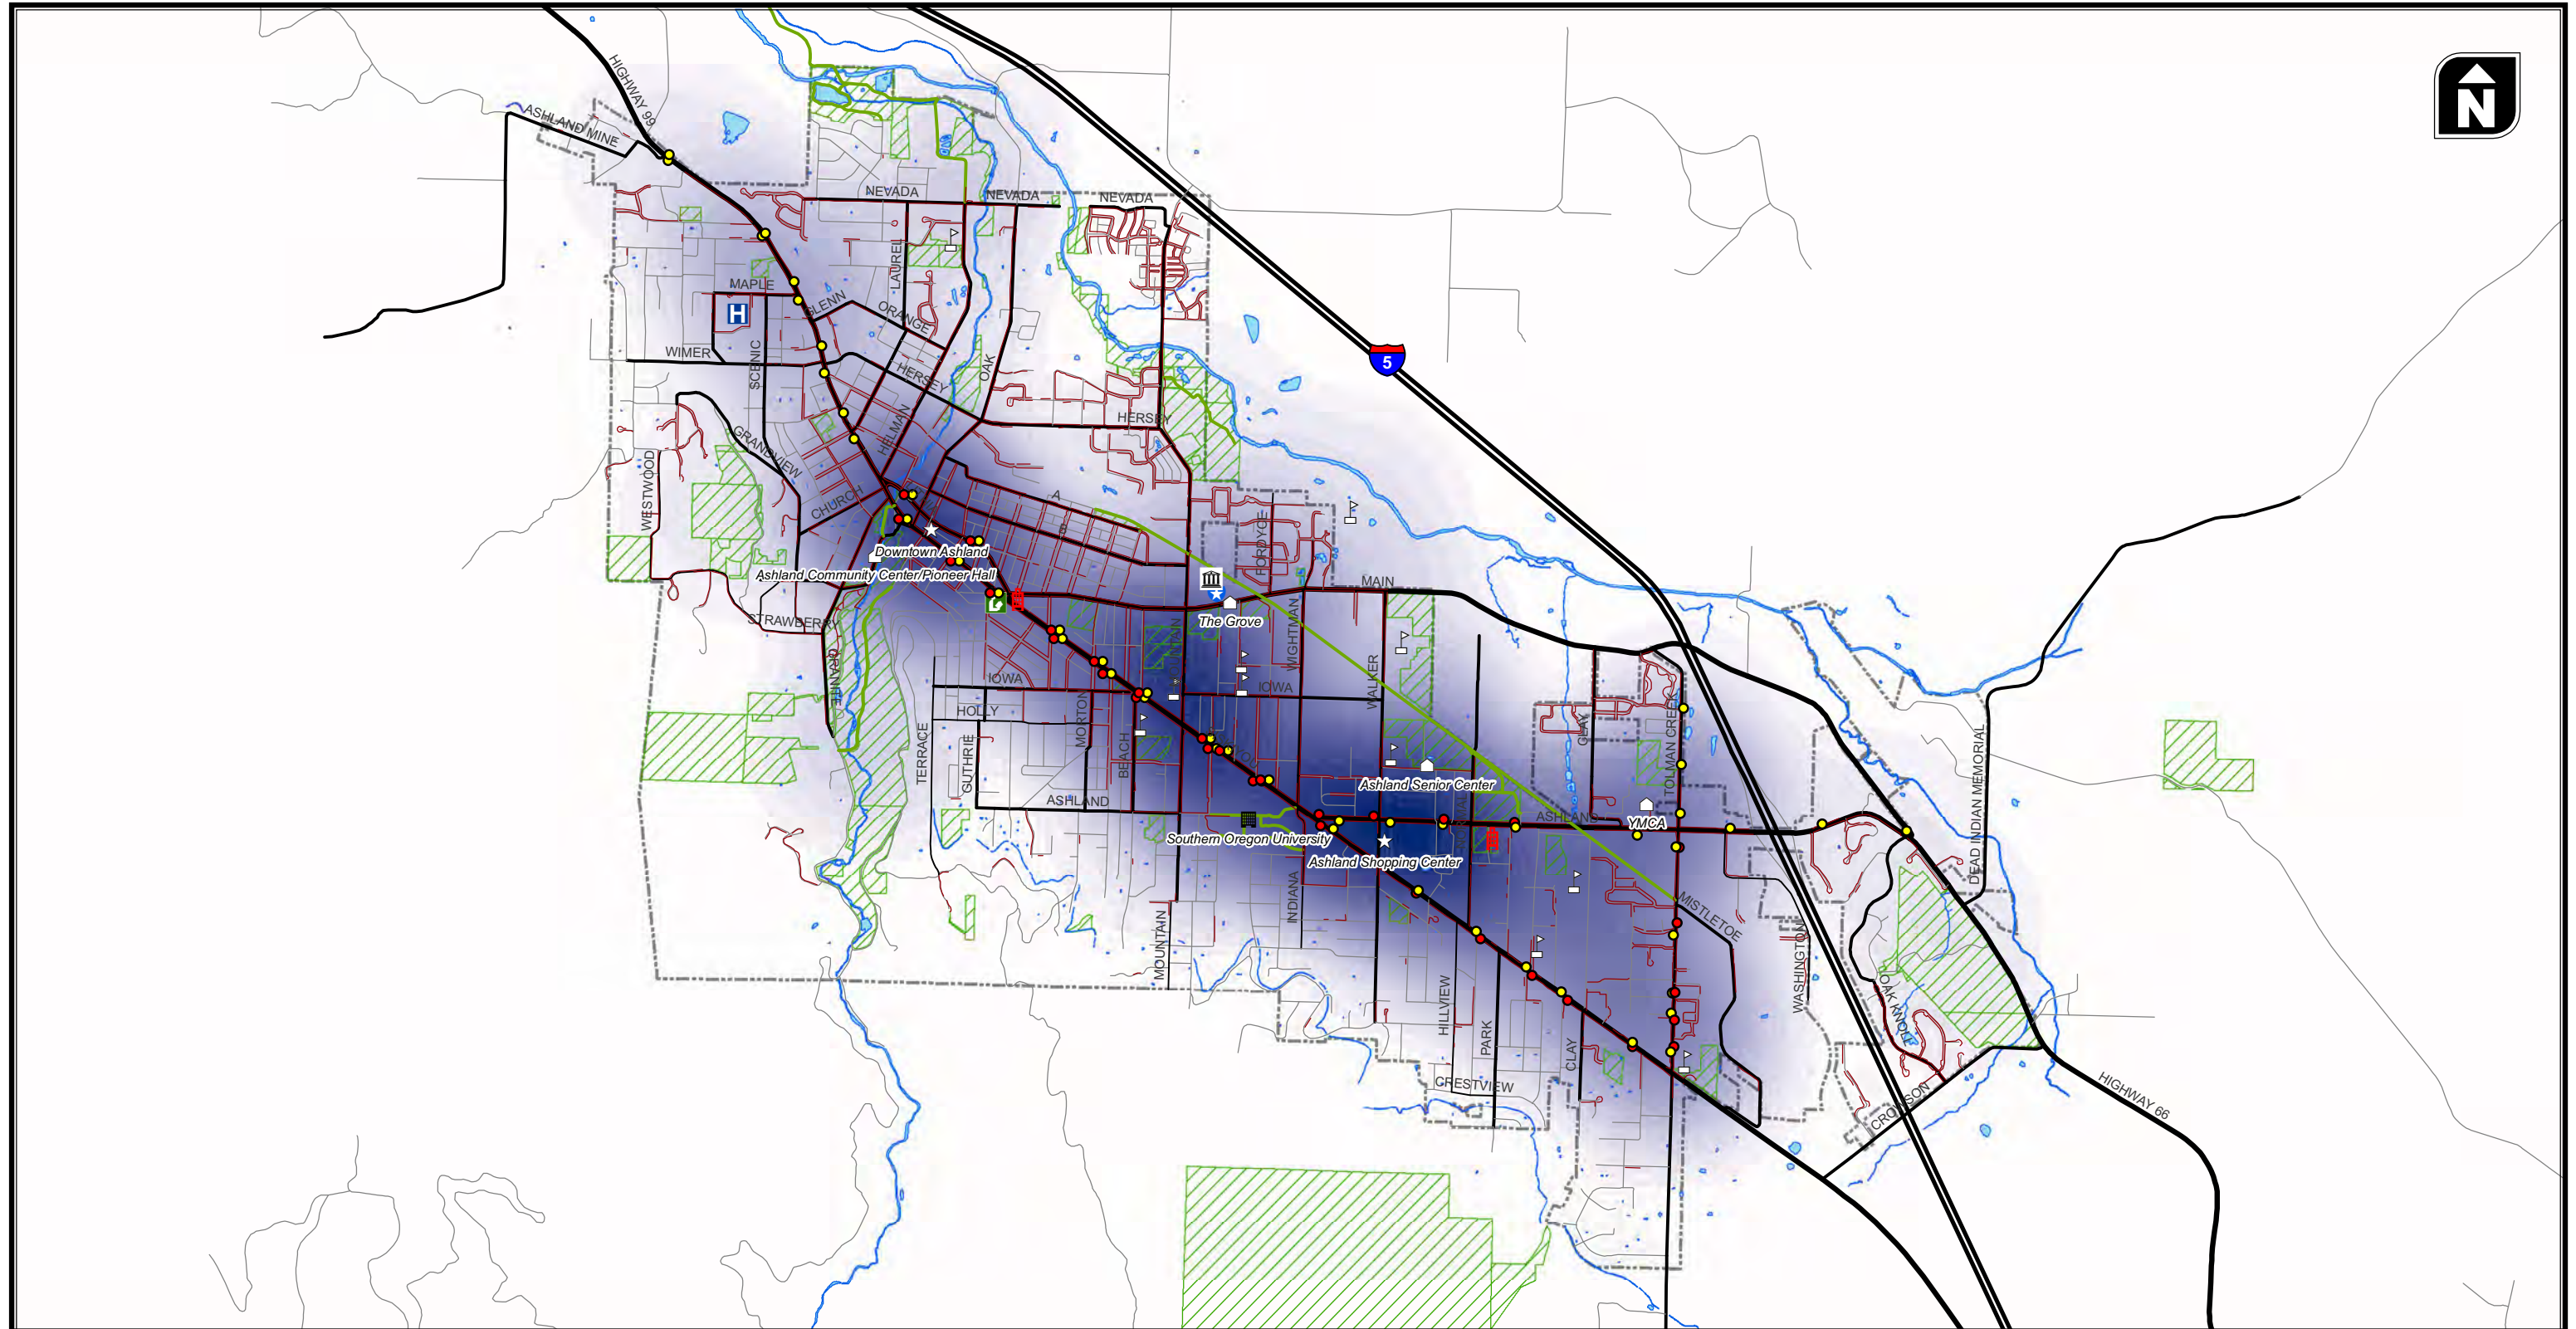 N
HIGHWAY 99
ASHLAND MINE
NEVADA
NEVADA
NEVADA
LAUREL
MAPLE
H
GLENN
ORANGE
WIMER
SCENIC
HERSEY
OAK
5
HELMAN
HERSEY
GRANDVIEW
WESTWOOD
CHURCH
A
B
FORDYCE
Downtown Ashland
Ashland Community Center/Pioneer Hall
MAIN
The Grove
STRAWBERRY
WIGHTMAN
GRANITE
WALKER
IOWA
IOWA
HOLLY
MORTON
TERRACE
GUTHRIE
BEACH
CLAY
TOLMAN CREEK
DEAD INDIAN MEMORIAL
Ashland Senior Center
ASHLAND
ASHLAND
YMCA
Southern Oregon University
Ashland Shopping Center
INDIANA
MOUNTAIN
MISTLETOE
WASHINGTON
OAK KNOLL
HILLVIEW
PARK
CLAY
CRESTVIEW
CROWSON
HIGHWAY 66